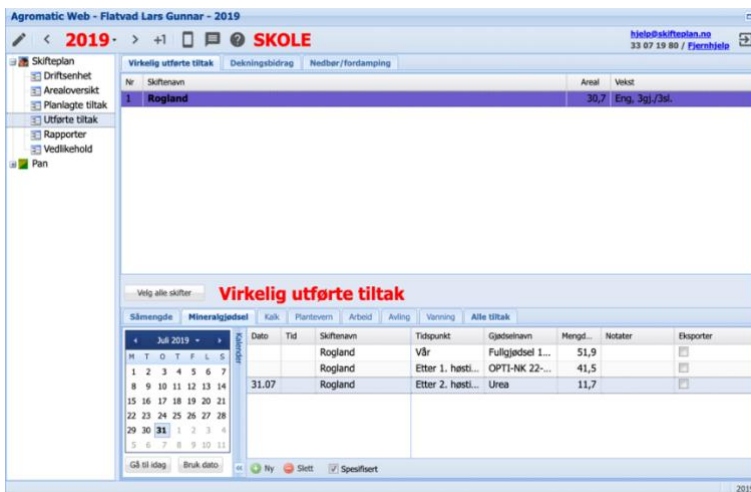 Agromatic Web - Flatvad Lars Gunnar - 2019
2019 +1 SKOLE
hjelp@skifteplan.no
33 07 19 80 / Fjernhjelp
Skifteplan
Driftsenhet
Arealoversikt
Planlagte tiltak
Utførte tiltak
Rapporter
Vedlikehold
Pan
Virkelig utførte tiltak Dekningsbidrag Nedbør/fordamping
Nr Skiftenavn Areal Vekst
1 Rogland 30,7 Eng, 3gj./3sl.
Velg alle skifter Virkelig utførte tiltak
Såmengde Mineralgjødsel Kalk Plantevern Arbeid Avling Vanning Alle tiltak
Juli 2019
M T O T F L S
1 2 3 4 5 6 7
8 9 10 11 12 13 14
15 16 17 18 19 20 21
22 23 24 25 26 27 28
29 30 31 1 2 3 4
5 6 7 8 9 10 11
Gå til idag Bruk dato
Kalender
Dato Tid Skiftenavn Tidspunkt Gjødselnavn Mengd... Notater Eksporter
Rogland Vår Fullgjødsel 1... 51,9
Rogland Etter 1. høsti... OPTI-NK 22-... 41,5
31.07 Rogland Etter 2. høsti... Urea 11,7
Ny Slett Spesifisert
2019